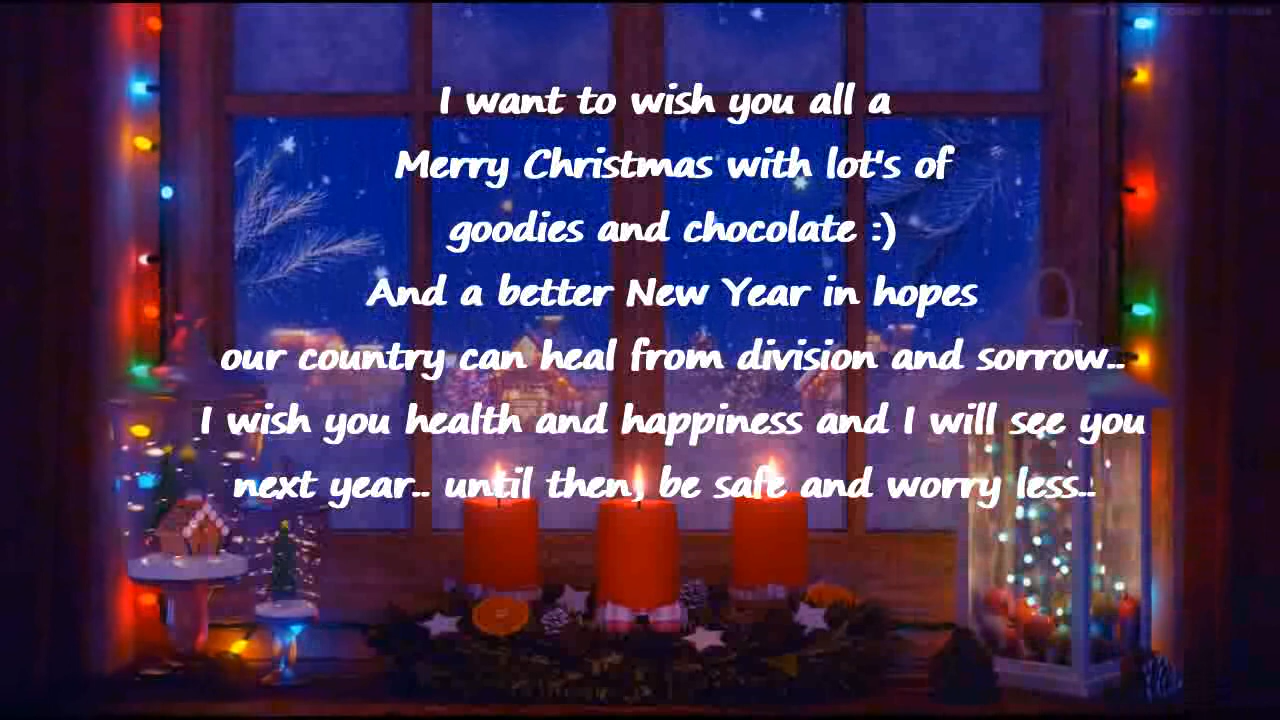 I want to wish you all a
Merry Christmas with lot's of
goodies and chocolate :)
And a better New Year in hopes
our country can heal from division and sorrow..
I wish you health and happiness and I will see you
next year.. until then, be safe and worry less..